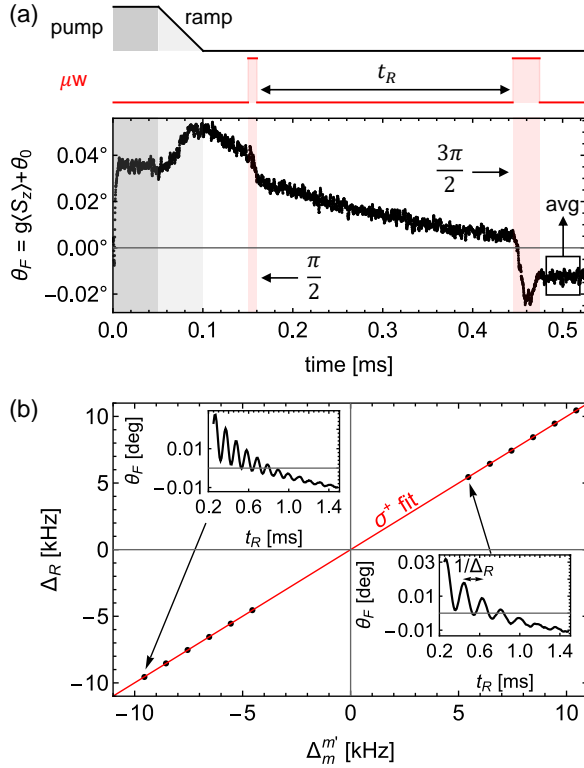 (a)
pump
ramp
μw
t_R
θ_F = g⟨S_z⟩+θ_0
0.04°
0.02°
0.00°
−0.02°
3π/2
avg
π/2
0.0 0.1 0.2 0.3 0.4 0.5
time [ms]
(b)
Δ_R [kHz]
10
5
0
−5
−10
θ_F [deg]
0.01
−0.01
0.2 0.6 1.0 1.4
t_R [ms]
σ⁺ fit
θ_F [deg]
1/Δ_R
0.03
0.01
−0.01
0.2 0.6 1.0 1.4
t_R [ms]
−10 −5 0 5 10
Δ_m^m' [kHz]